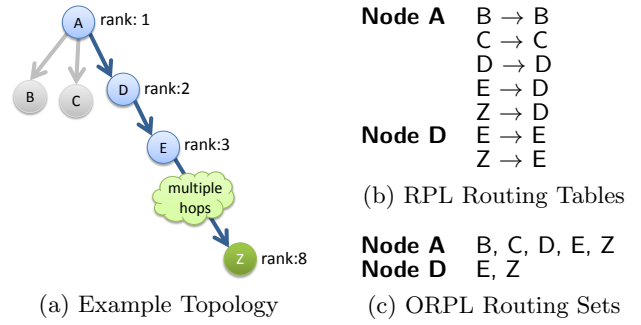 A rank: 1
B
C
D rank:2
E rank:3
multiple
hops
Z rank:8
(a) Example Topology
Node A B → B
C → C
D → D
E → D
Z → D
Node D E → E
Z → E
(b) RPL Routing Tables
Node A B, C, D, E, Z
Node D E, Z
(c) ORPL Routing Sets